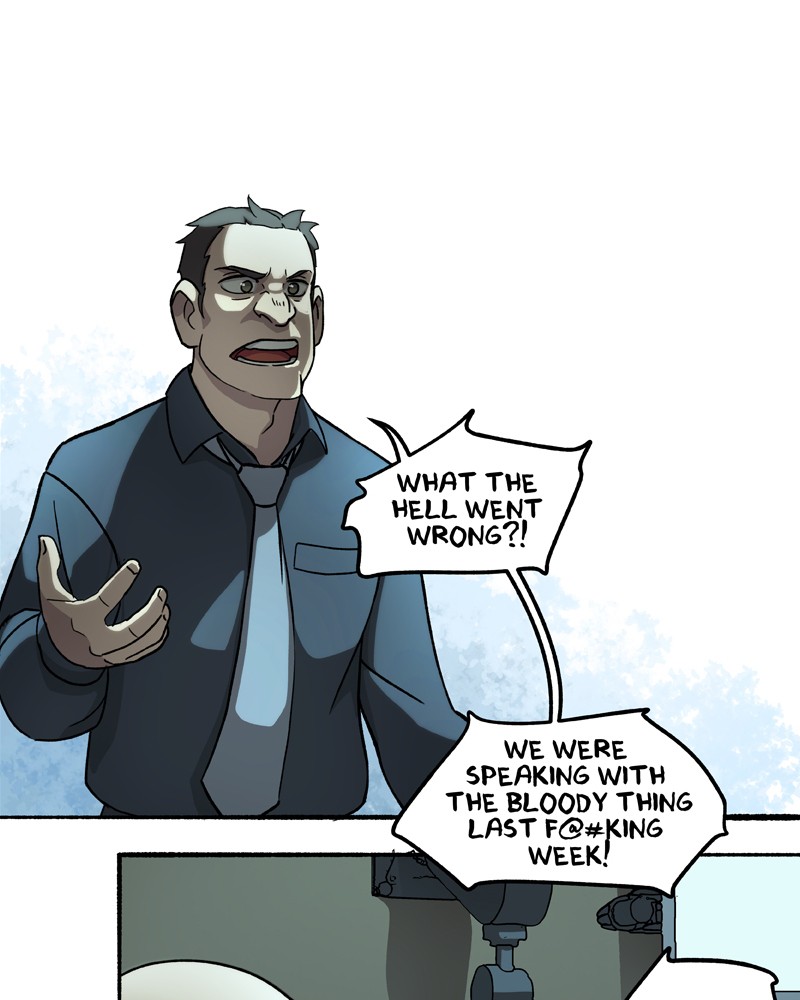 WHAT THE
HELL WENT
WRONG?!
WE WERE
SPEAKING WITH
THE BLOODY THING
LAST F@#KING
WEEK!